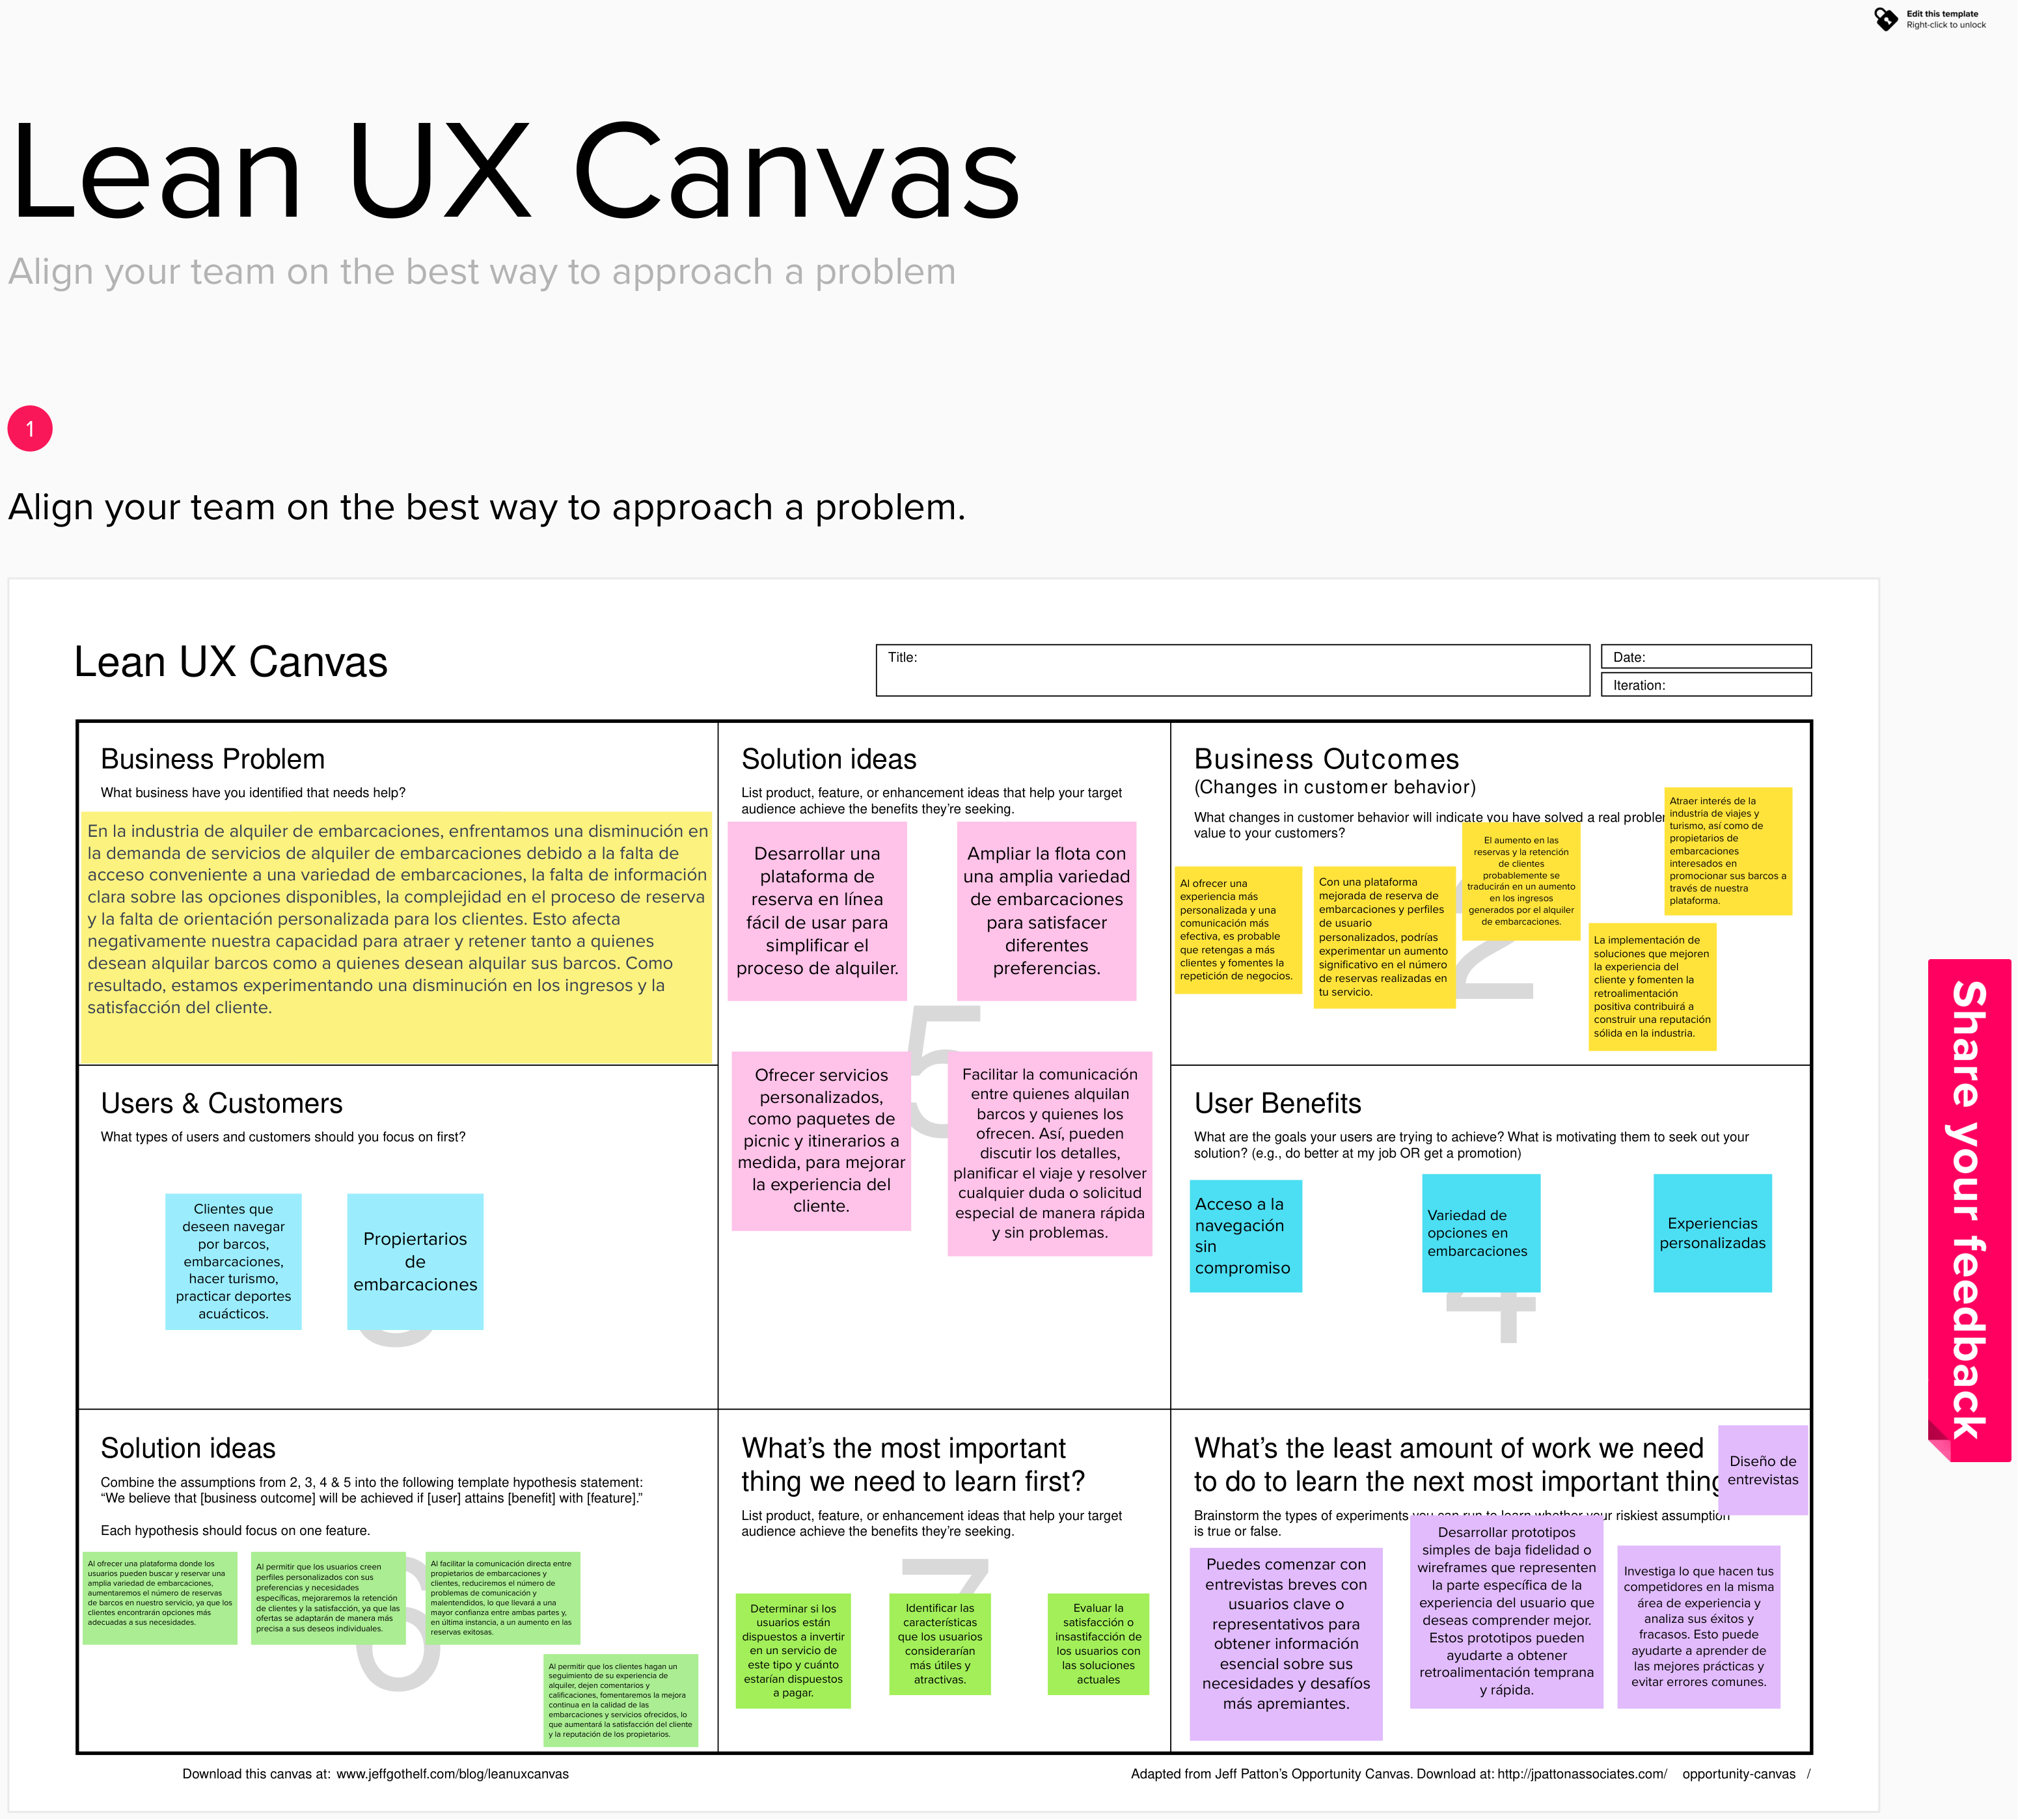 Edit this template
Right-click to unlock
Lean UX Canvas
Align your team on the best way to approach a problem
1
Align your team on the best way to approach a problem.
Lean UX Canvas
Title:
Date:
Iteration:
Business Problem
What business have you identified that needs help?
En la industria de alquiler de embarcaciones, enfrentamos una disminución en
la demanda de servicios de alquiler de embarcaciones debido a la falta de
acceso conveniente a una variedad de embarcaciones, la falta de información
clara sobre las opciones disponibles, la complejidad en el proceso de reserva
y la falta de orientación personalizada para los clientes. Esto afecta
negativamente nuestra capacidad para atraer y retener tanto a quienes
desean alquilar barcos como a quienes desean alquilar sus barcos. Como
resultado, estamos experimentando una disminución en los ingresos y la
satisfacción del cliente.
Solution ideas
List product, feature, or enhancement ideas that help your target
audience achieve the benefits they're seeking.
Desarrollar una
plataforma de
reserva en línea
fácil de usar para
simplificar el
proceso de alquiler.
Ampliar la flota con
una amplia variedad
de embarcaciones
para satisfacer
diferentes
preferencias.
5
Ofrecer servicios
personalizados,
como paquetes de
picnic y itinerarios a
medida, para mejorar
la experiencia del
cliente.
Facilitar la comunicación
entre quienes alquilan
barcos y quienes los
ofrecen. Así, pueden
discutir los detalles,
planificar el viaje y resolver
cualquier duda o solicitud
especial de manera rápida
y sin problemas.
Business Outcomes
(Changes in customer behavior)
What changes in customer behavior will indicate you have solved a real
value to your customers?
Al ofrecer una
experiencia más
personalizada y una
comunicación más
efectiva, es probable
que retengas a más
clientes y fomentes la
repetición de negocios.
Con una plataforma
mejorada de reserva de
embarcaciones y perfiles
de usuario
personalizados, podrías
experimentar un aumento
significativo en el número
de reservas realizadas en
tu servicio.
El aumento en las
reservas y la retención
de clientes
probablemente se
traducirán en un aumento
en los ingresos
generados por el alquiler
de embarcaciones.
Atraer interés de la
industria de viajes y
turismo, así como de
propietarios de
embarcaciones
interesados en
promocionar sus barcos a
través de nuestra
plataforma.
2
La implementación de
soluciones que mejoren
la experiencia del
cliente y fomenten la
retroalimentación
positiva contribuirá a
construir una reputación
sólida en la industria.
Users & Customers
What types of users and customers should you focus on first?
Clientes que
deseen navegar
por barcos,
embarcaciones,
hacer turismo,
practicar deportes
acuácticos.
Propiertarios
de
embarcaciones
User Benefits
What are the goals your users are trying to achieve? What is motivating them to seek out your
solution? (e.g., do better at my job OR get a promotion)
Acceso a la
navegación
sin
compromiso
Variedad de
opciones en
embarcaciones
Experiencias
personalizadas
4
Solution ideas
Combine the assumptions from 2, 3, 4 & 5 into the following template hypothesis statement:
“We believe that [business outcome] will be achieved if [user] attains [benefit] with [feature].”
Each hypothesis should focus on one feature.
Al ofrecer una plataforma donde los
usuarios pueden buscar y reservar una
amplia variedad de embarcaciones,
aumentaremos el número de reservas
de barcos en nuestro servicio, ya que los
clientes encontrarán opciones más
adecuadas a sus necesidades.
Al permitir que los usuarios creen
perfiles personalizados con sus
preferencias y necesidades
específicas, mejoraremos la retención
de clientes y la satisfacción, ya que las
ofertas se adaptarán de manera más
precisa a sus deseos individuales.
Al facilitar la comunicación directa entre
propietarios de embarcaciones y
clientes, reduciremos el número de
problemas de comunicación y
malentendidos, lo que llevará a una
mayor confianza entre ambas partes y,
en última instancia, a un aumento en las
reservas exitosas.
6
Al permitir que los clientes hagan un
seguimiento de su experiencia de
alquiler, dejen comentarios y
calificaciones, fomentaremos la mejora
continua en la calidad de las
embarcaciones y servicios ofrecidos, lo
que aumentará la satisfacción del cliente
y la reputación de los propietarios.
What's the most important
thing we need to learn first?
List product, feature, or enhancement ideas that help your target
audience achieve the benefits they're seeking.
7
Determinar si los
usuarios están
dispuestos a invertir
en un servicio de
este tipo y cuánto
estarían dispuestos
a pagar.
Identificar las
características
que los usuarios
considerarían
más útiles y
atractivas.
Evaluar la
satisfacción o
insastifacción de
los usuarios con
las soluciones
actuales
What's the least amount of work we need
to do to learn the next most important thing
Diseño de
entrevistas
Brainstorm the types of experiments you can run to learn whether your riskiest assumption
is true or false.
Puedes comenzar con
entrevistas breves con
usuarios clave o
representativos para
obtener información
esencial sobre sus
necesidades y desafíos
más apremiantes.
Desarrollar prototipos
simples de baja fidelidad o
wireframes que representen
la parte específica de la
experiencia del usuario que
deseas comprender mejor.
Estos prototipos pueden
ayudarte a obtener
retroalimentación temprana
y rápida.
Investiga lo que hacen tus
competidores en la misma
área de experiencia y
analiza sus éxitos y
fracasos. Esto puede
ayudarte a aprender de
las mejores prácticas y
evitar errores comunes.
Download this canvas at: www.jeffgothelf.com/blog/leanuxcanvas
Adapted from Jeff Patton's Opportunity Canvas. Download at: http://jpattonassociates.com/ opportunity-canvas /
Share your feedback